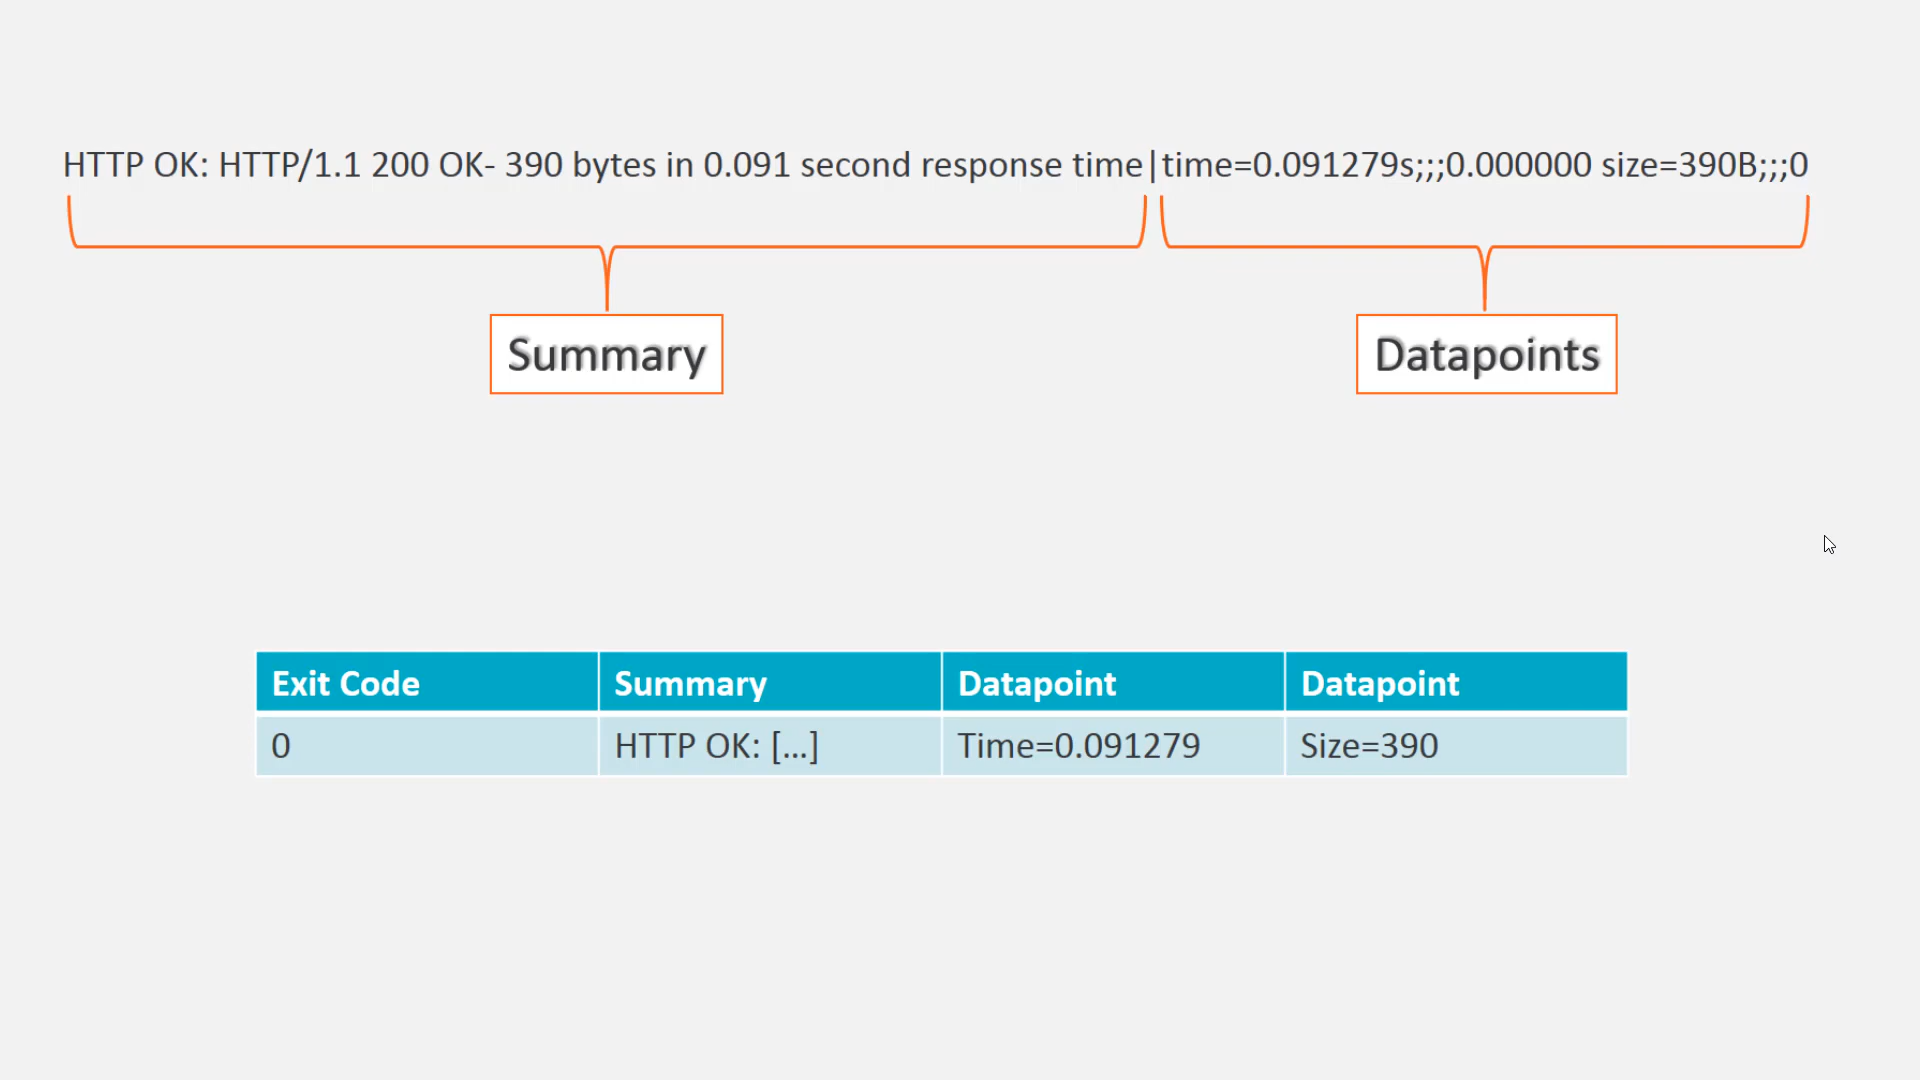 HTTP OK: HTTP/1.1 200 OK- 390 bytes in 0.091 second response time|time=0.091279s;;;0.000000 size=390B;;;0
Summary Datapoints
Exit Code Summary Datapoint Datapoint
0 HTTP OK: [...] Time=0.091279 Size=390